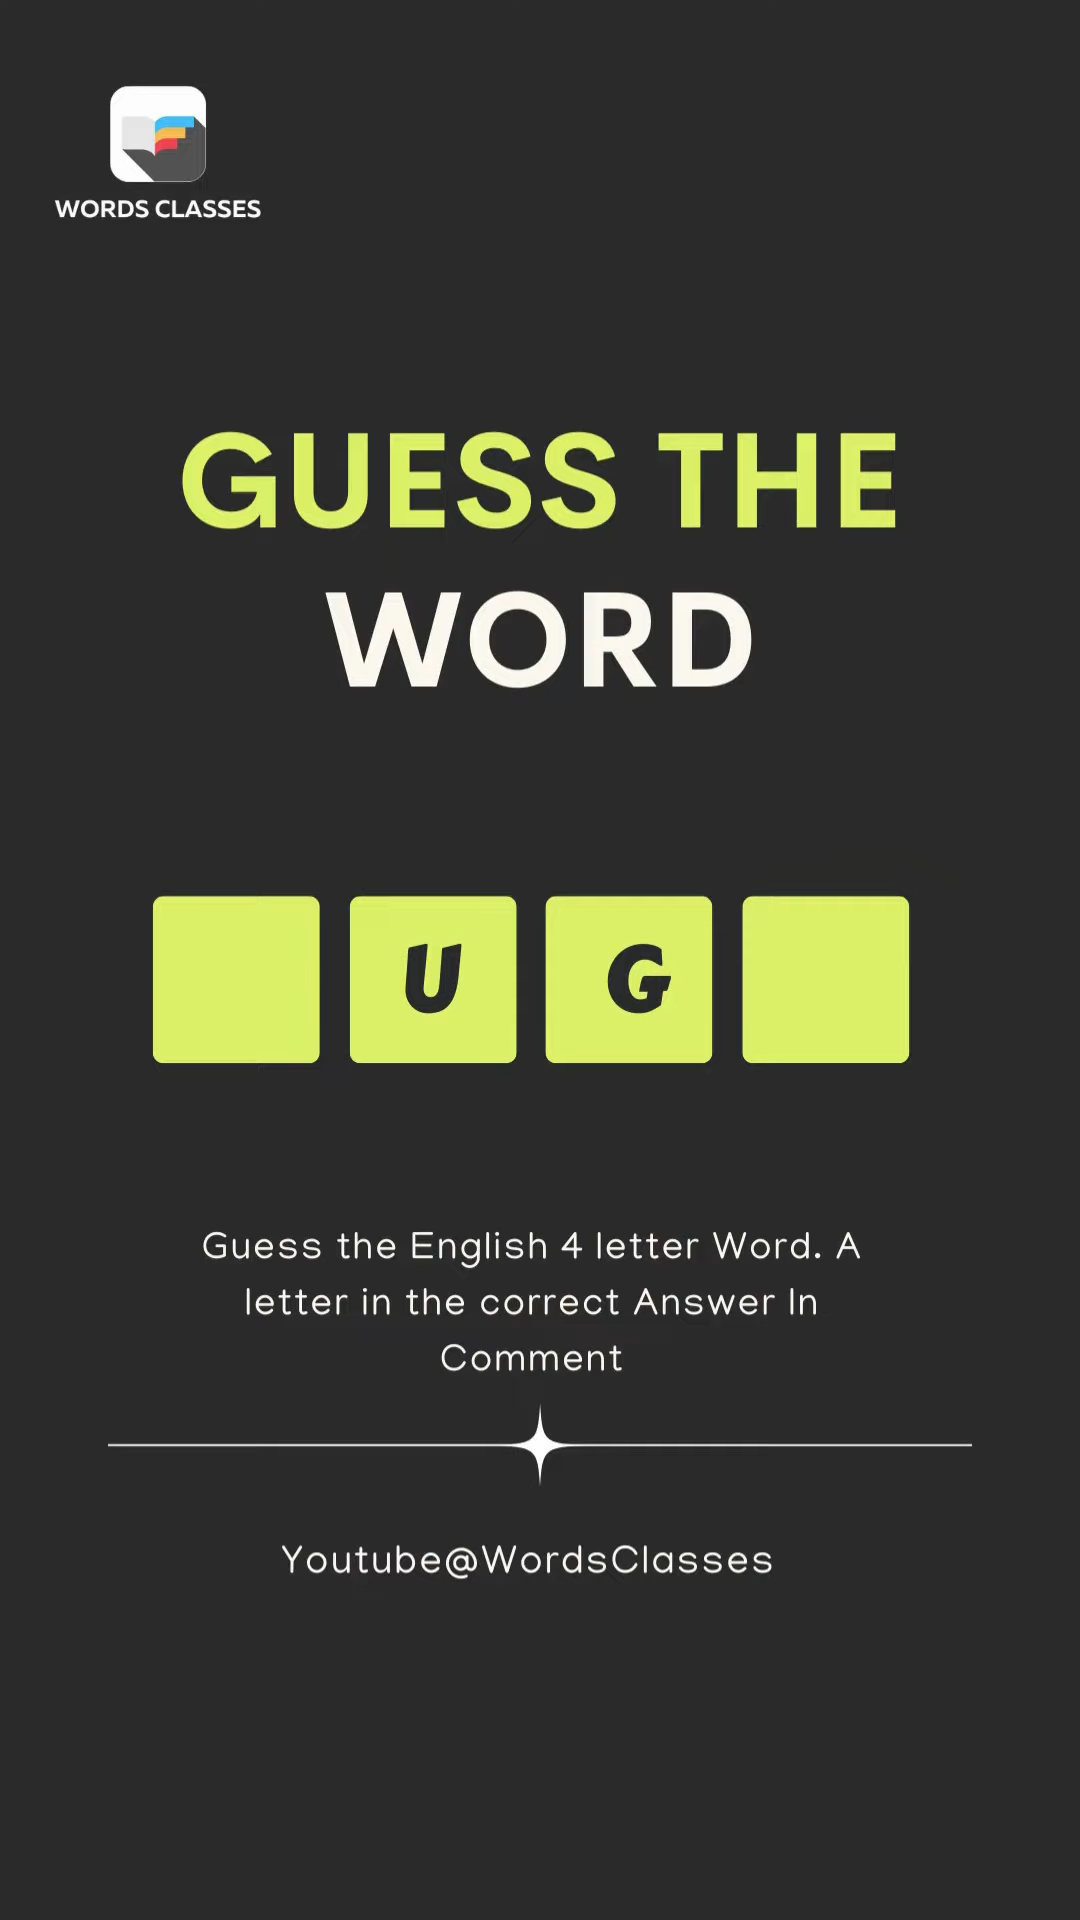 WORDS CLASSES
GUESS THE
WORD
U G
Guess the English 4 letter Word. A
letter in the correct Answer In
Comment
Youtube@WordsClasses